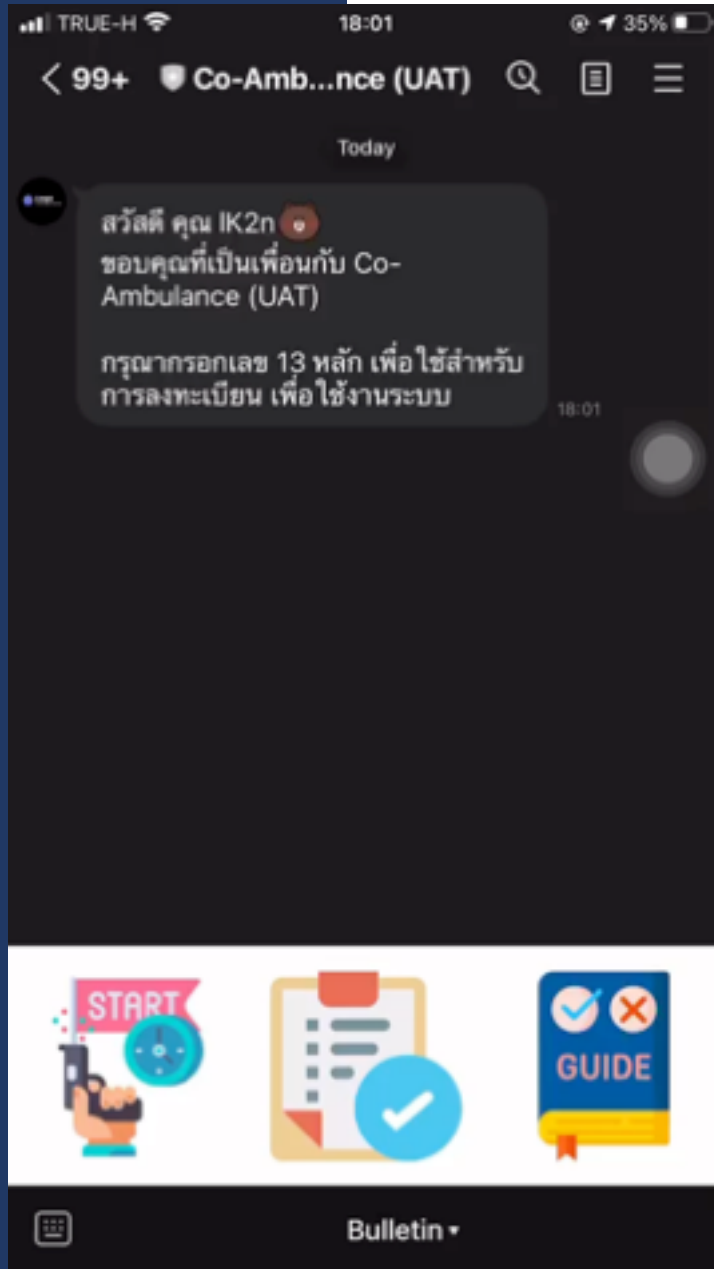 TRUE-H
18:01
35%
99+
Co-Amb...nce (UAT)
Today
สวัสดี คุณ IK2n
ขอบคุณที่เป็นเพื่อนกับ Co-
Ambulance (UAT)
กรุณากรอกเลข 13 หลัก เพื่อใช้สำหรับ
การลงทะเบียน เพื่อใช้งานระบบ
18:01
START
GUIDE
Bulletin